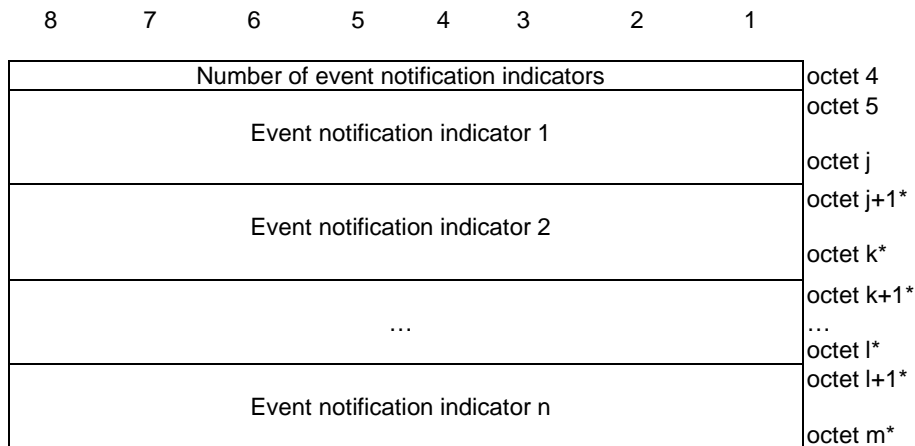 8 7 6 5 4 3 2 1
Number of event notification indicators octet 4
octet 5
Event notification indicator 1
octet j
octet j+1*
Event notification indicator 2
octet k*
octet k+1*
… …
octet l*
octet l+1*
Event notification indicator n
octet m*